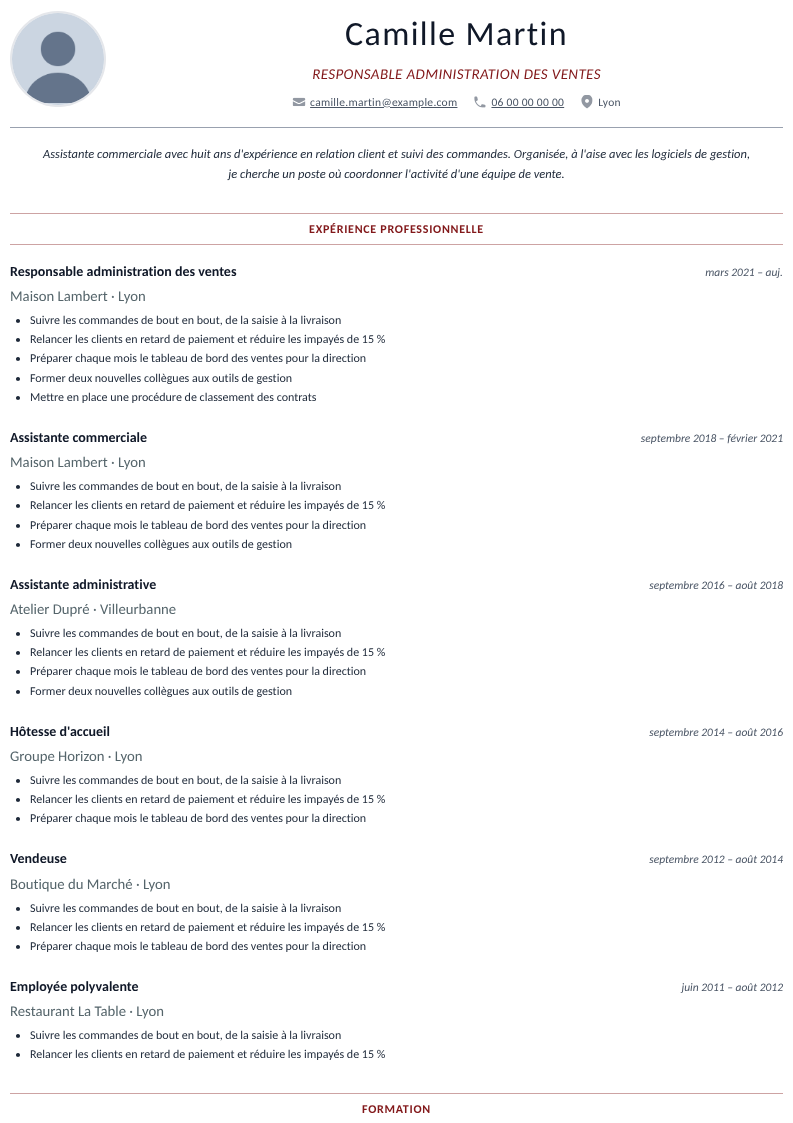 Camille Martin
RESPONSABLE ADMINISTRATION DES VENTES
camille.martin@example.com 06 00 00 00 00 Lyon
Assistante commerciale avec huit ans d'expérience en relation client et suivi des commandes. Organisée, à l'aise avec les logiciels de gestion,
je cherche un poste où coordonner l'activité d'une équipe de vente.
EXPÉRIENCE PROFESSIONNELLE
Responsable administration des ventes mars 2021 – auj.
Maison Lambert · Lyon
• Suivre les commandes de bout en bout, de la saisie à la livraison
• Relancer les clients en retard de paiement et réduire les impayés de 15 %
• Préparer chaque mois le tableau de bord des ventes pour la direction
• Former deux nouvelles collègues aux outils de gestion
• Mettre en place une procédure de classement des contrats
Assistante commerciale septembre 2018 – février 2021
Maison Lambert · Lyon
• Suivre les commandes de bout en bout, de la saisie à la livraison
• Relancer les clients en retard de paiement et réduire les impayés de 15 %
• Préparer chaque mois le tableau de bord des ventes pour la direction
• Former deux nouvelles collègues aux outils de gestion
Assistante administrative septembre 2016 – août 2018
Atelier Dupré · Villeurbanne
• Suivre les commandes de bout en bout, de la saisie à la livraison
• Relancer les clients en retard de paiement et réduire les impayés de 15 %
• Préparer chaque mois le tableau de bord des ventes pour la direction
• Former deux nouvelles collègues aux outils de gestion
Hôtesse d'accueil septembre 2014 – août 2016
Groupe Horizon · Lyon
• Suivre les commandes de bout en bout, de la saisie à la livraison
• Relancer les clients en retard de paiement et réduire les impayés de 15 %
• Préparer chaque mois le tableau de bord des ventes pour la direction
Vendeuse septembre 2012 – août 2014
Boutique du Marché · Lyon
• Suivre les commandes de bout en bout, de la saisie à la livraison
• Relancer les clients en retard de paiement et réduire les impayés de 15 %
• Préparer chaque mois le tableau de bord des ventes pour la direction
Employée polyvalente juin 2011 – août 2012
Restaurant La Table · Lyon
• Suivre les commandes de bout en bout, de la saisie à la livraison
• Relancer les clients en retard de paiement et réduire les impayés de 15 %
FORMATION